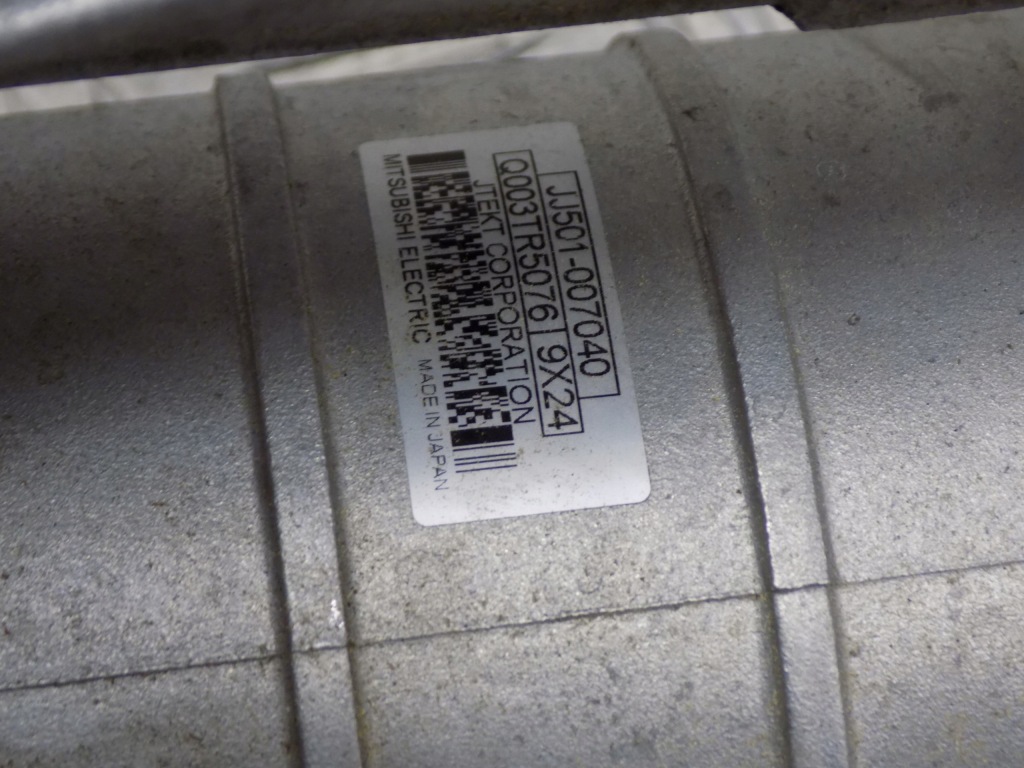 JJ501-007040
Q003TR5076 9X24
JTEKT CORPORATION
MITSUBISHI ELECTRIC MADE IN JAPAN